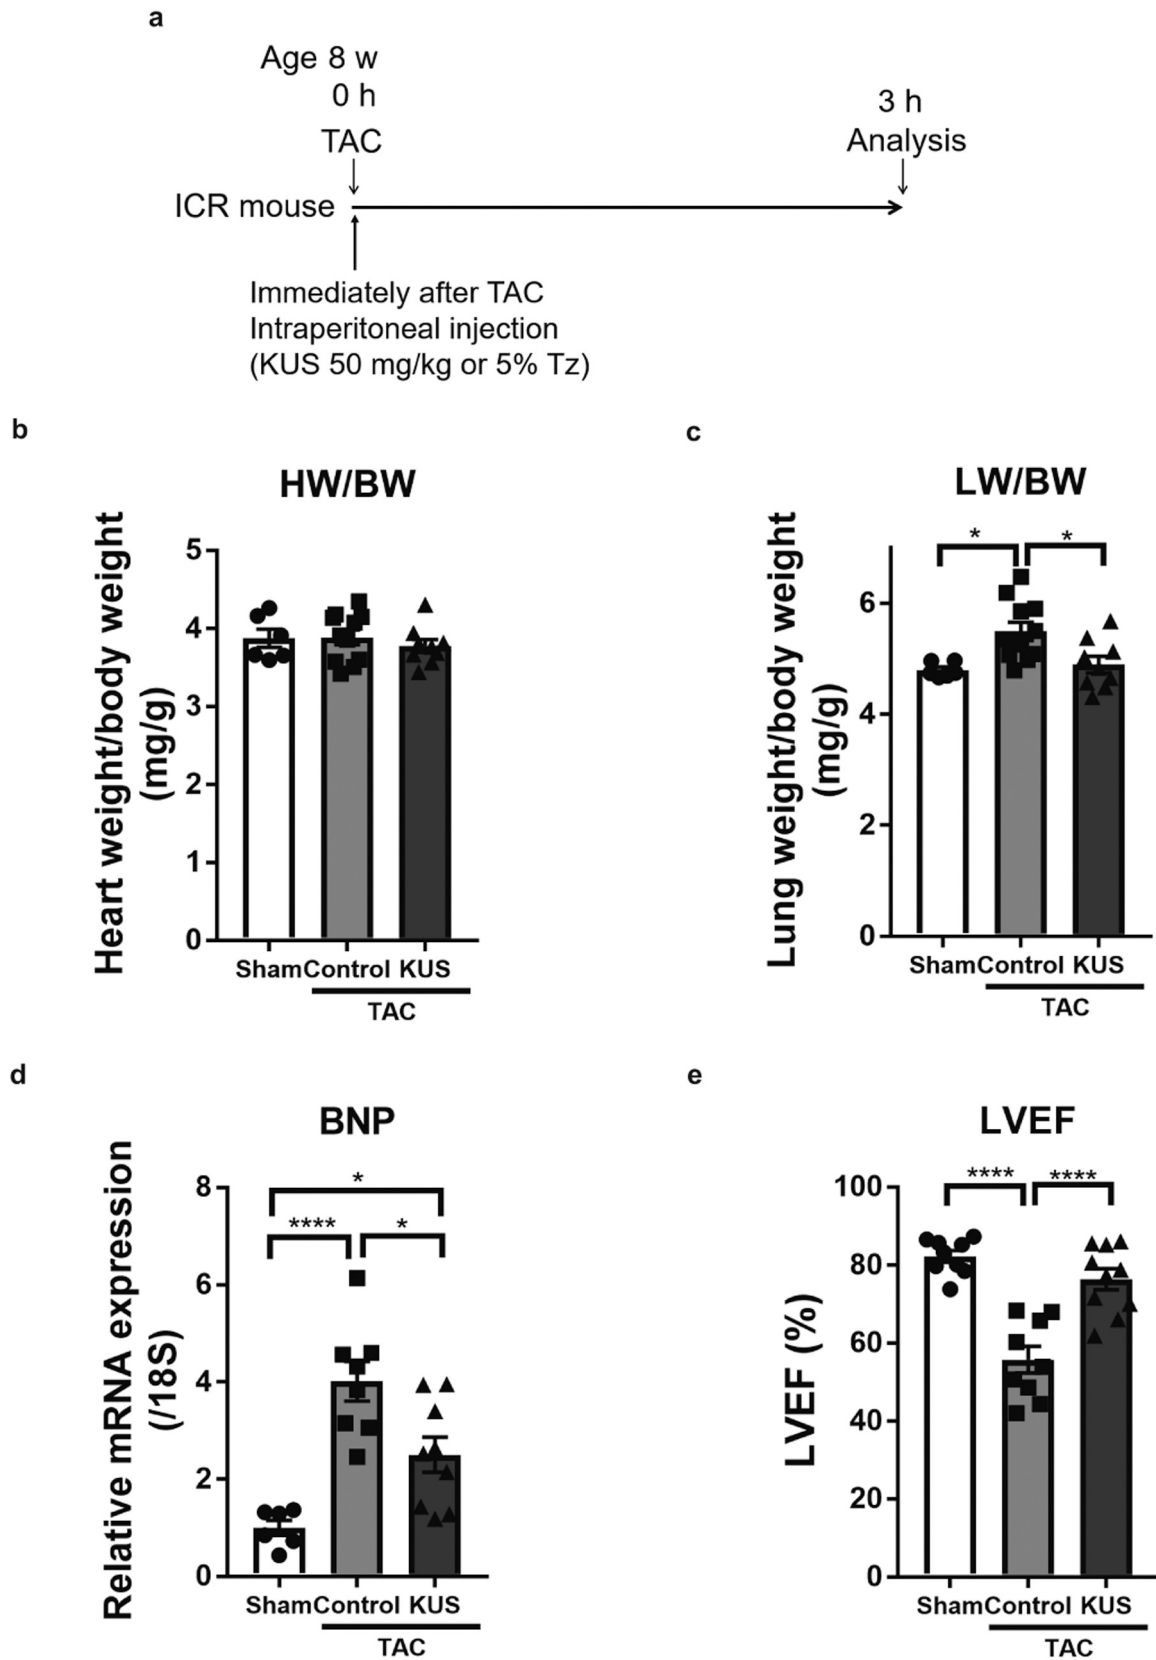 a
Age 8 w
0 h
TAC
3 h
Analysis
ICR mouse
Immediately after TAC
Intraperitoneal injection
(KUS 50 mg/kg or 5% Tz)
b
HW/BW
Heart weight/body weight
(mg/g)
5
4
3
2
1
0
Sham Control KUS
TAC
c
LW/BW
Lung weight/body weight
(mg/g)
* *
6
4
2
0
Sham Control KUS
TAC
d
BNP
Relative mRNA expression
(/18S)
*
**** *
8
6
4
2
0
Sham Control KUS
TAC
e
LVEF
LVEF (%)
**** ****
100
80
60
40
20
0
Sham Control KUS
TAC